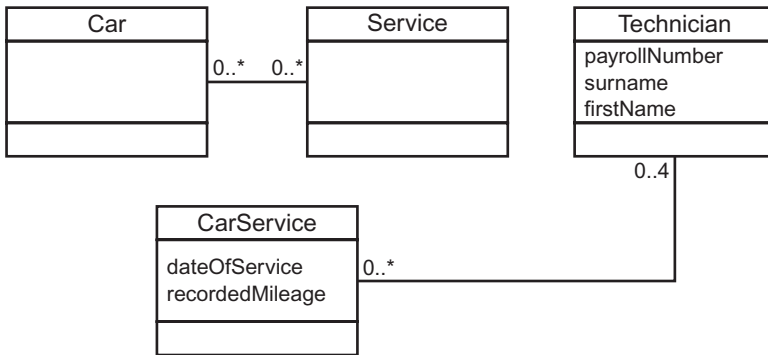 Car
Service
Technician
payrollNumber
surname
firstName
0..*
0..*
0..4
CarService
dateOfService
recordedMileage
0..*